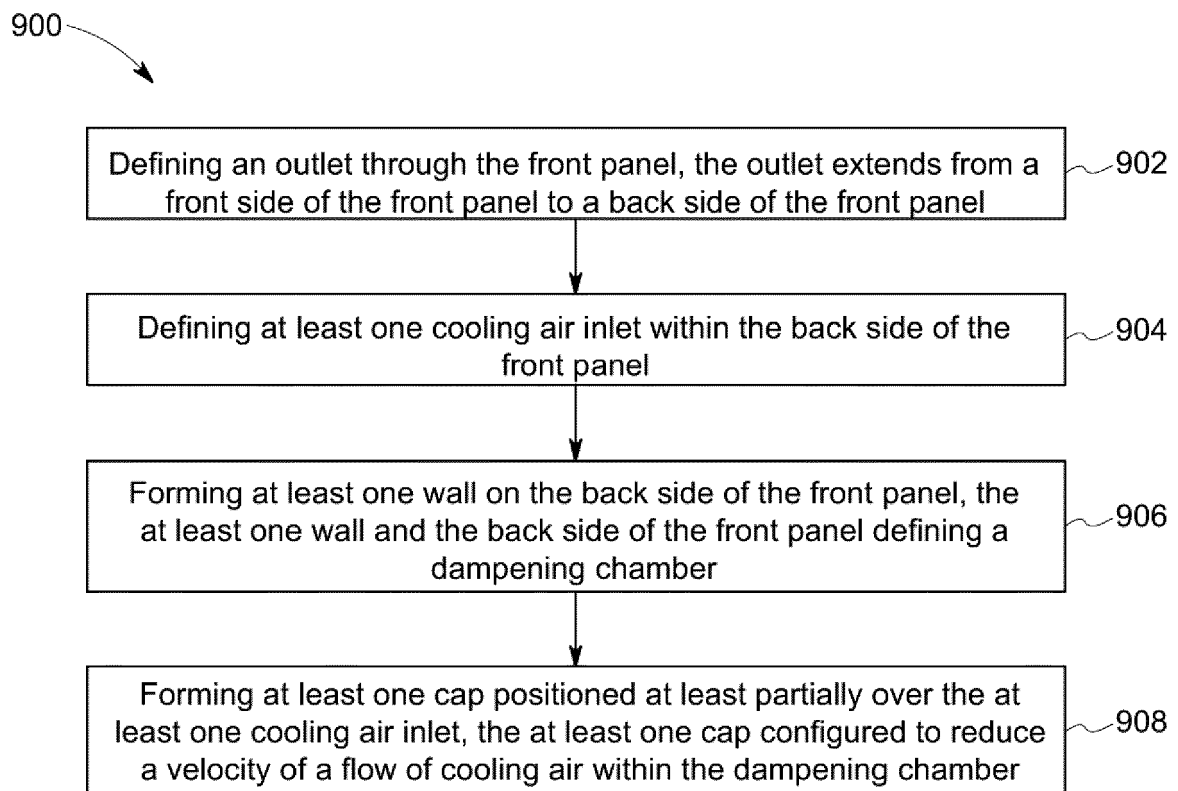 900
Defining an outlet through the front panel, the outlet extends from a
front side of the front panel to a back side of the front panel
902
Defining at least one cooling air inlet within the back side of the
front panel
904
Forming at least one wall on the back side of the front panel, the
at least one wall and the back side of the front panel defining a
dampening chamber
906
Forming at least one cap positioned at least partially over the at
least one cooling air inlet, the at least one cap configured to reduce
a velocity of a flow of cooling air within the dampening chamber
908